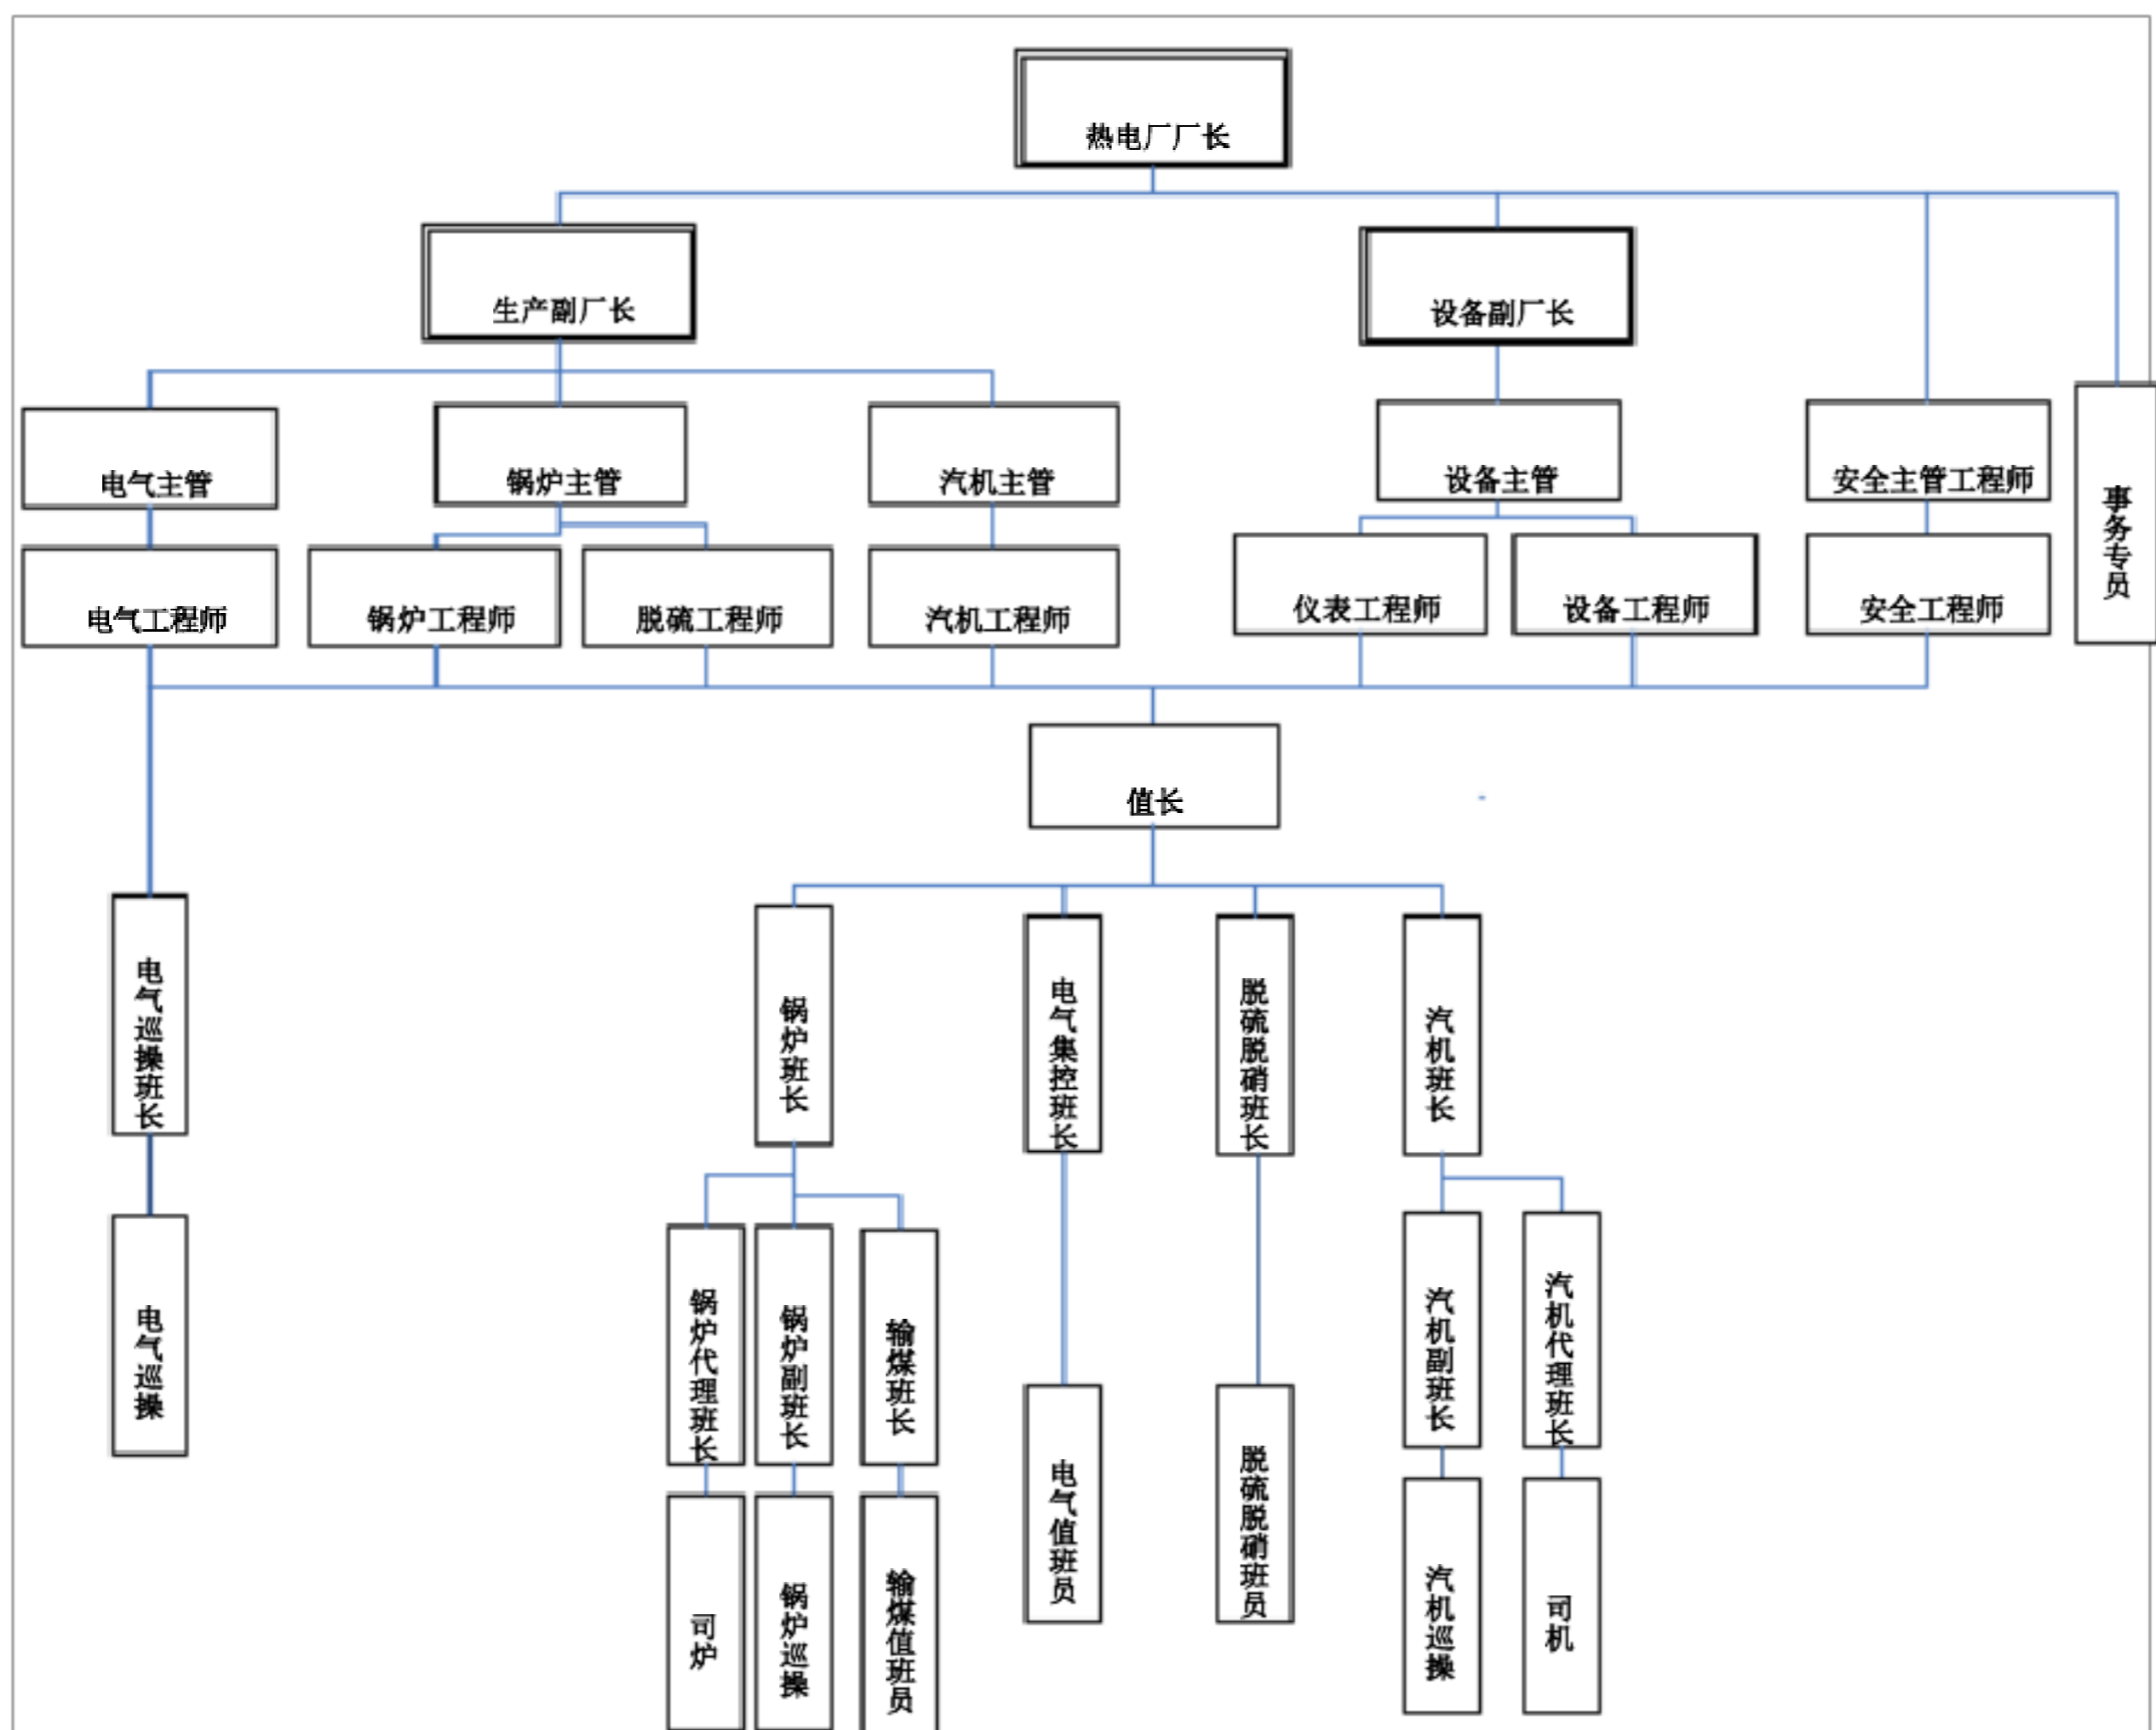 热电厂厂长
生产副厂长
设备副厂长
电气主管
锅炉主管
汽机主管
设备主管
安全主管工程师
事务专员
电气工程师
锅炉工程师
脱硫工程师
汽机工程师
仪表工程师
设备工程师
安全工程师
值长
电气巡操班长
锅炉班长
电气集控班长
脱硫脱硝班长
汽机班长
电气巡操
锅炉代理班长
锅炉副班长
输煤班长
电气值班员
脱硫脱硝班员
汽机副班长
汽机代理班长
司炉
锅炉巡操
输煤值班员
汽机巡操
司机